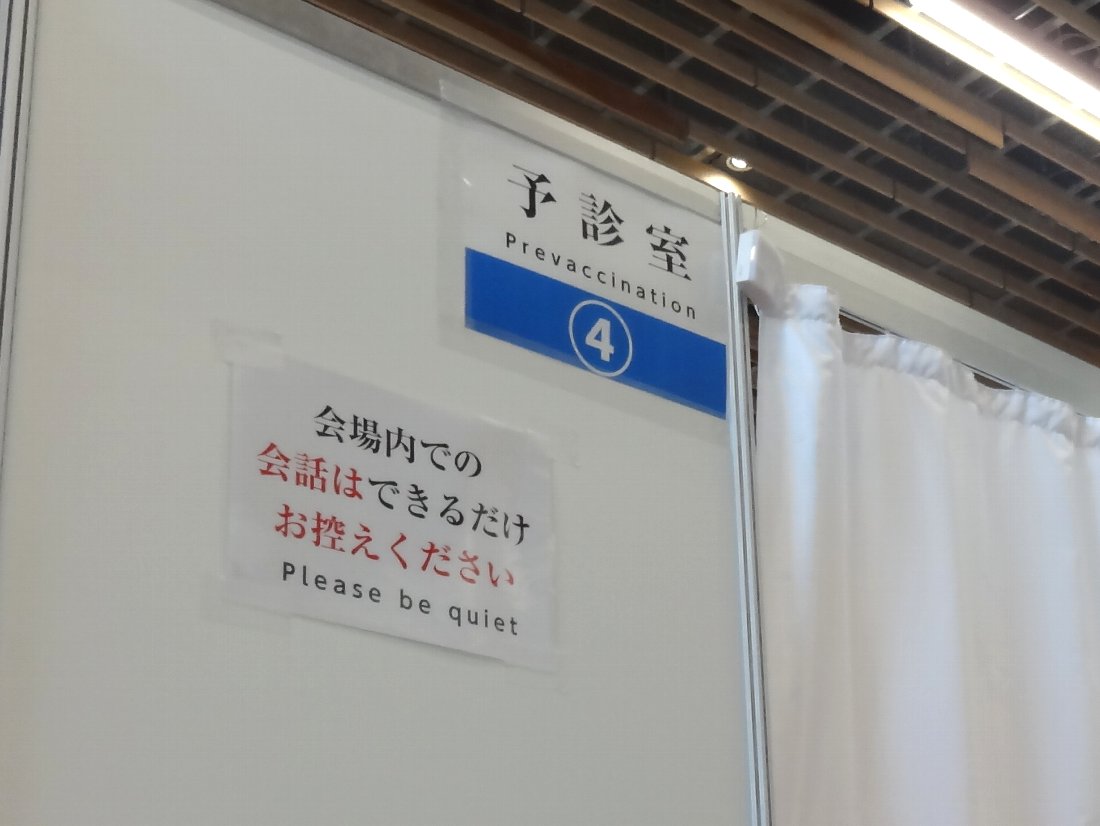 予診室
Prevaccination
4
会場内での
会話はできるだけ
お控えください
Please be quiet